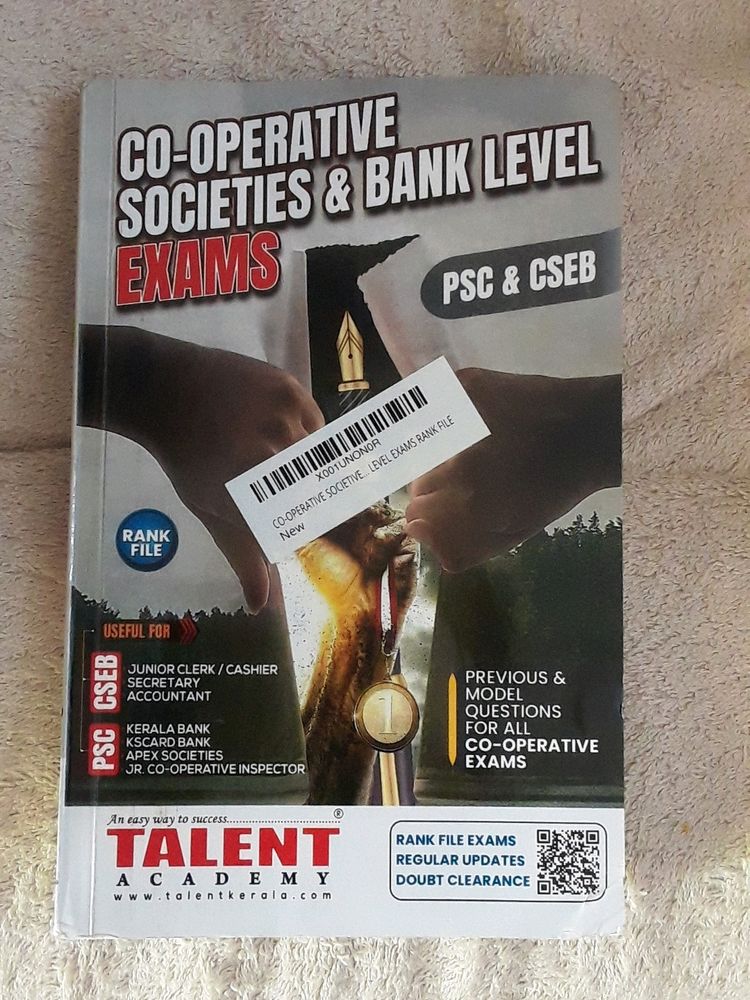 CO-OPERATIVE
SOCIETIES & BANK LEVEL
EXAMS
PSC & CSEB
X001UNON0R
CO-OPERATIVE SOCIETIVE... LEVEL EXAMS RANK FILE
New
RANK
FILE
USEFUL FOR
CSEB
JUNIOR CLERK / CASHIER
SECRETARY
ACCOUNTANT
PSC
KERALA BANK
KSCARD BANK
APEX SOCIETIES
JR. CO-OPERATIVE INSPECTOR
1
PREVIOUS &
MODEL
QUESTIONS
FOR ALL
CO-OPERATIVE
EXAMS
An easy way to success
®
TALENT
ACADEMY
www.talentkerala.com
RANK FILE EXAMS
REGULAR UPDATES
DOUBT CLEARANCE